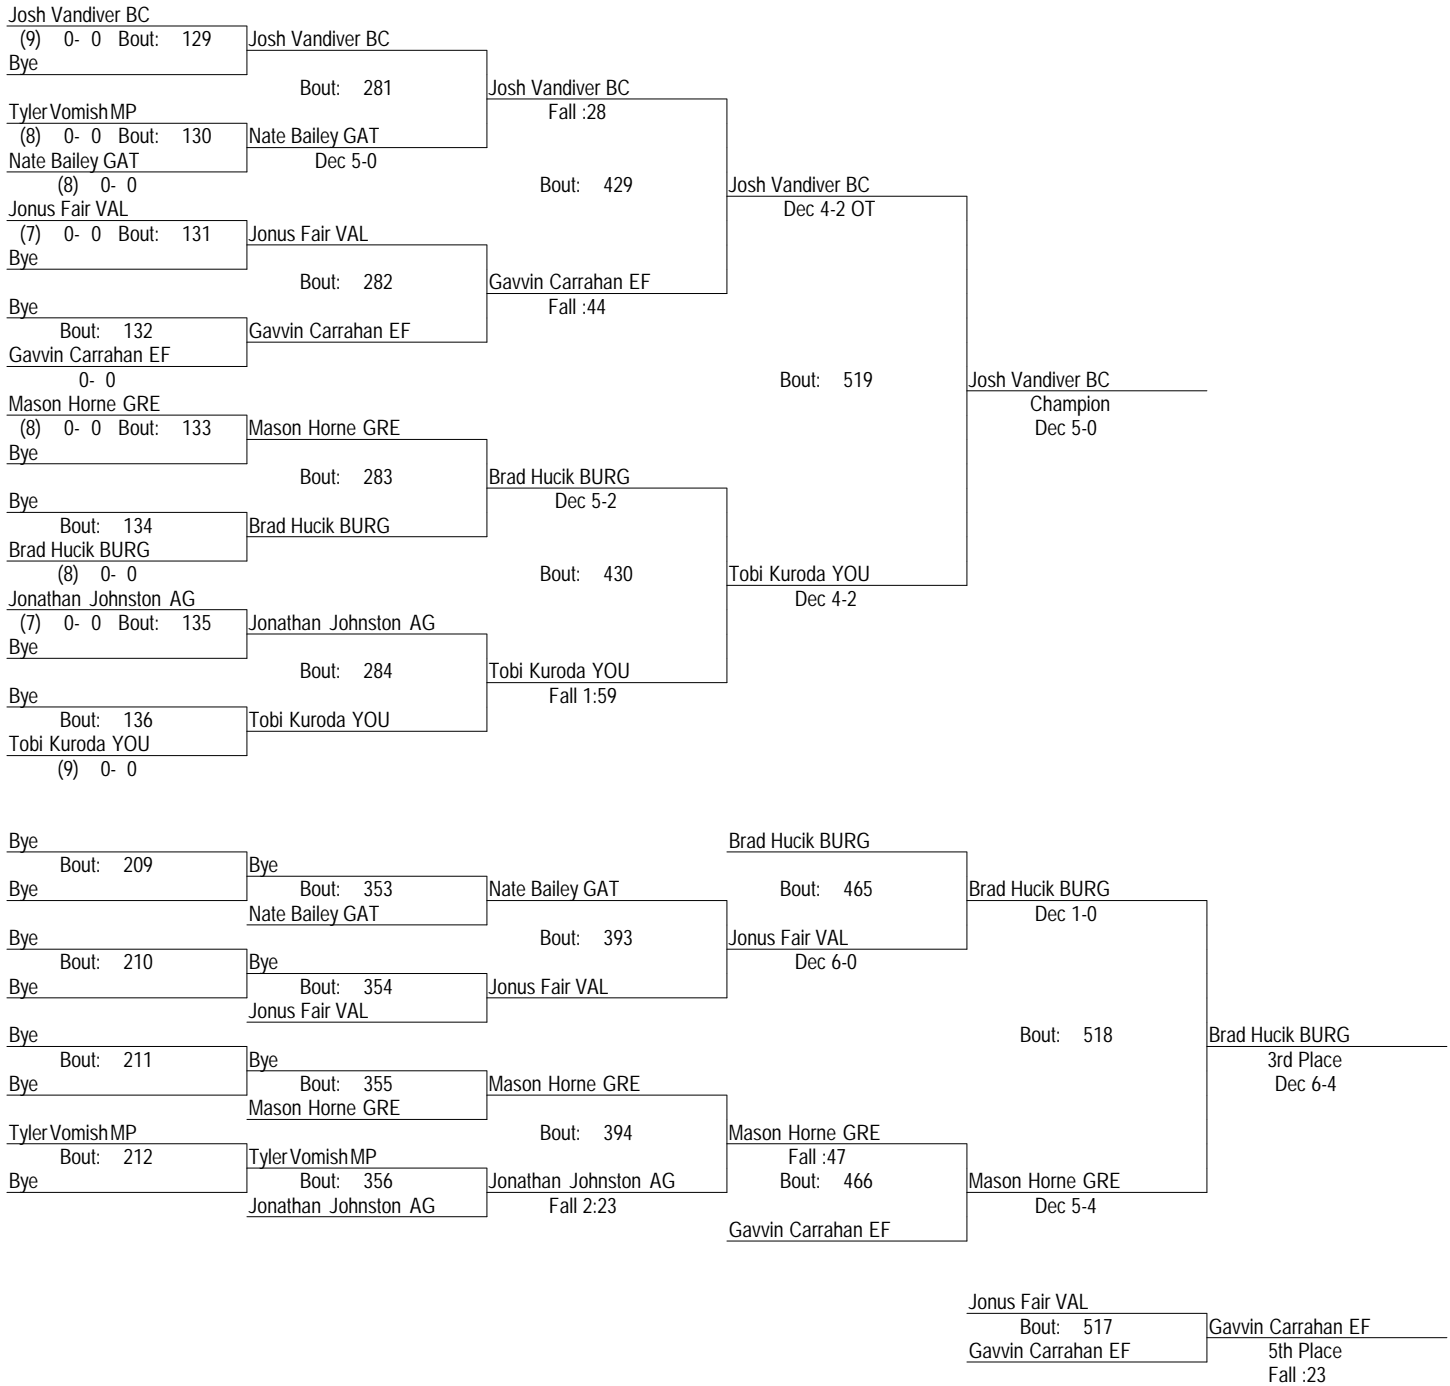 Josh Vandiver BC
(9) 0- 0 Bout: 129 Josh Vandiver BC
Bye
Bout: 281 Josh Vandiver BC
Tyler Vomish MP Fall :28
(8) 0- 0 Bout: 130 Nate Bailey GAT
Nate Bailey GAT Dec 5-0
(8) 0- 0 Bout: 429 Josh Vandiver BC
Jonus Fair VAL Dec 4-2 OT
(7) 0- 0 Bout: 131 Jonus Fair VAL
Bye
Bout: 282 Gavvin Carrahan EF
Bye Fall :44
Bout: 132 Gavvin Carrahan EF
Gavvin Carrahan EF
0- 0 Bout: 519 Josh Vandiver BC
Mason Horne GRE Champion
(8) 0- 0 Bout: 133 Mason Horne GRE Dec 5-0
Bye
Bout: 283 Brad Hucik BURG
Bye Dec 5-2
Bout: 134 Brad Hucik BURG
Brad Hucik BURG
(8) 0- 0 Bout: 430 Tobi Kuroda YOU
Jonathan Johnston AG Dec 4-2
(7) 0- 0 Bout: 135 Jonathan Johnston AG
Bye
Bout: 284 Tobi Kuroda YOU
Bye Fall 1:59
Bout: 136 Tobi Kuroda YOU
Tobi Kuroda YOU
(9) 0- 0
Bye Brad Hucik BURG
Bout: 209 Bye
Bye Bout: 353 Nate Bailey GAT Bout: 465 Brad Hucik BURG
Nate Bailey GAT Dec 1-0
Bye Bout: 393 Jonus Fair VAL
Bout: 210 Bye Dec 6-0
Bye Bout: 354 Jonus Fair VAL
Jonus Fair VAL
Bye Bout: 518 Brad Hucik BURG
Bout: 211 Bye 3rd Place
Bye Bout: 355 Mason Horne GRE Dec 6-4
Mason Horne GRE
Tyler Vomish MP Bout: 394 Mason Horne GRE
Bout: 212 Tyler Vomish MP Fall :47
Bye Bout: 356 Jonathan Johnston AG Bout: 466 Mason Horne GRE
Jonathan Johnston AG Fall 2:23 Dec 5-4
Gavvin Carrahan EF
Jonus Fair VAL
Bout: 517 Gavvin Carrahan EF
Gavvin Carrahan EF 5th Place
Fall :23